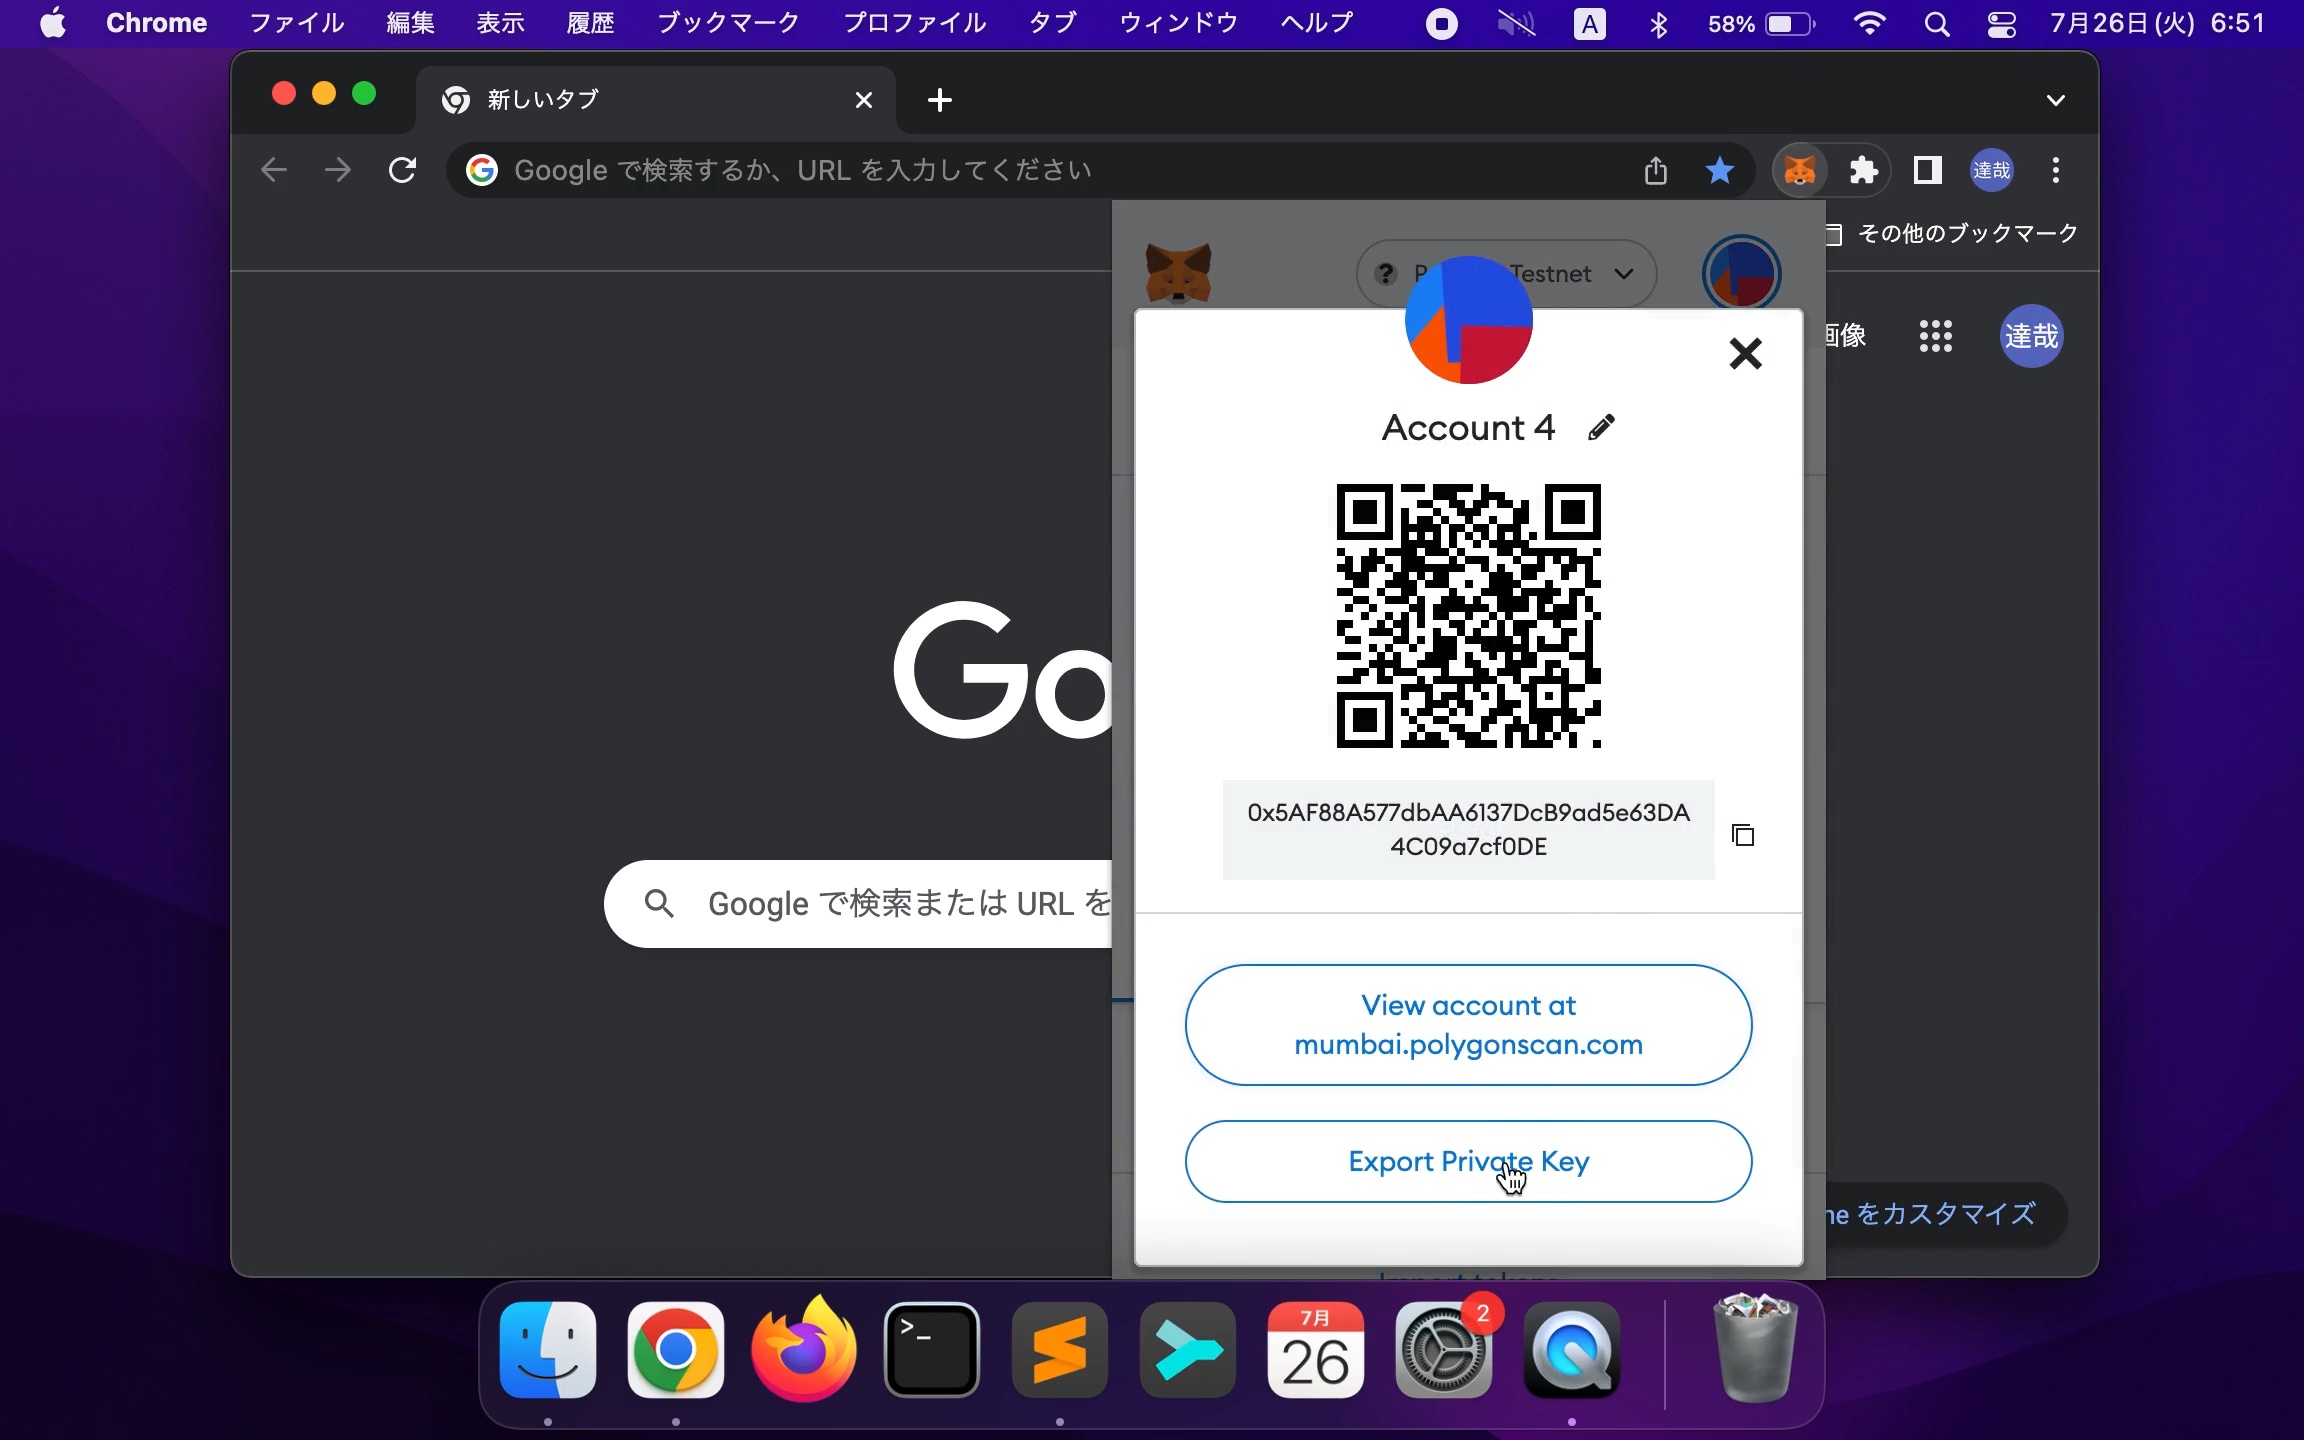 Chrome ファイル 編集 表示 履歴 ブックマーク プロファイル タブ ウィンドウ ヘルプ A 58% 7月26日(火) 6:51
新しいタブ
Google で検索するか、URL を入力してください 達哉
その他のブックマーク
? P Testnet
画像 達哉
Account 4
Go
0x5AF88A577dbAA6137DcB9ad5e63DA
4C09a7cf0DE
Google で検索または URL を
View account at
mumbai.polygonscan.com
Export Private Key
me をカスタマイズ
Import tokens
>_
7月
26
2